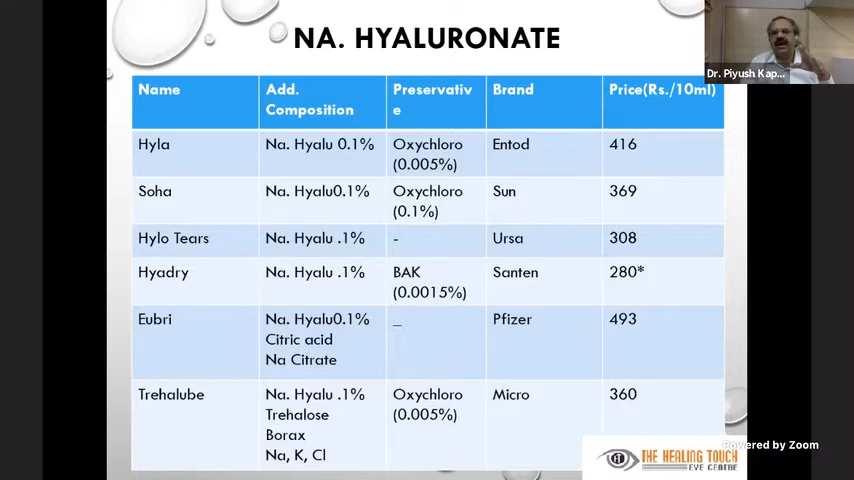 NA. HYALURONATE
Dr. Piyush Kap...
Name Add. Composition Preservative Brand Price(Rs./10ml)
Hyla Na. Hyalu 0.1% Oxychloro (0.005%) Entod 416
Soha Na. Hyalu0.1% Oxychloro (0.1%) Sun 369
Hylo Tears Na. Hyalu .1% - Ursa 308
Hyadry Na. Hyalu .1% BAK (0.0015%) Santen 280*
Eubri Na. Hyalu0.1% Citric acid Na Citrate _ Pfizer 493
Trehalube Na. Hyalu .1% Trehalose Borax Na, K, Cl Oxychloro (0.005%) Micro 360
Powered by Zoom
THE HEALING TOUCH
EYE CENTRE